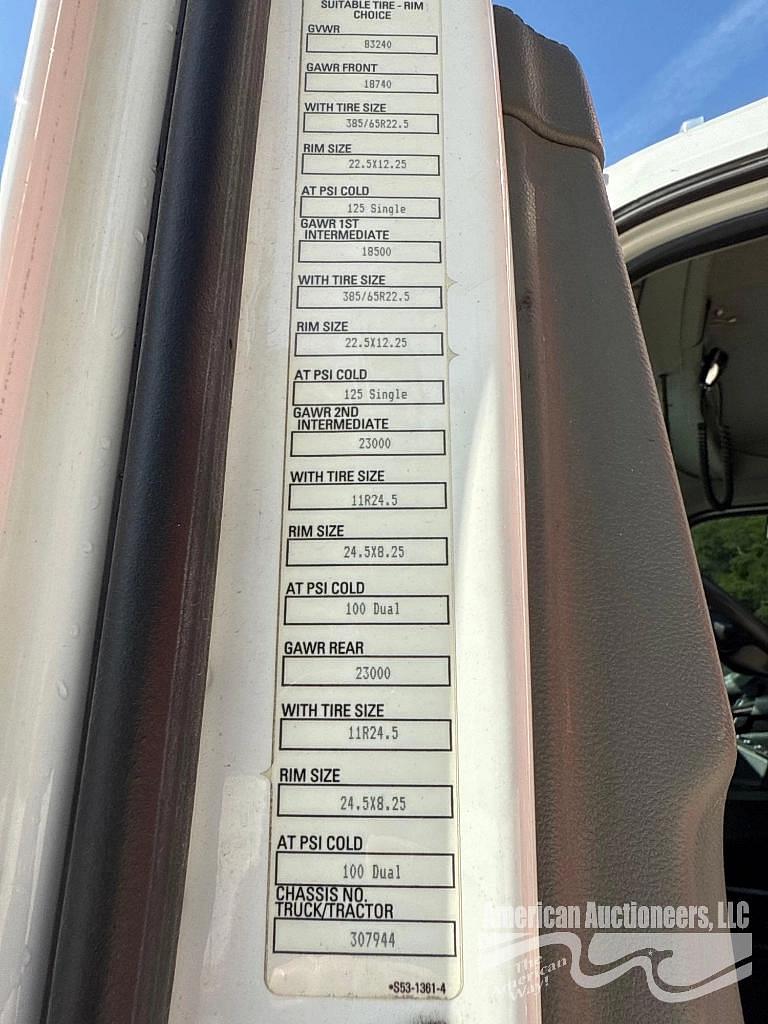 SUITABLE TIRE - RIM
CHOICE
GVWR
83240
GAWR FRONT
18740
WITH TIRE SIZE
385/65R22.5
RIM SIZE
22.5X12.25
AT PSI COLD
125 Single
GAWR 1ST
INTERMEDIATE
18500
WITH TIRE SIZE
385/65R22.5
RIM SIZE
22.5X12.25
AT PSI COLD
125 Single
GAWR 2ND
INTERMEDIATE
23000
WITH TIRE SIZE
11R24.5
RIM SIZE
24.5X8.25
AT PSI COLD
100 Dual
GAWR REAR
23000
WITH TIRE SIZE
11R24.5
RIM SIZE
24.5X8.25
AT PSI COLD
100 Dual
CHASSIS NO.
TRUCK/TRACTOR
307944
*S53-1361-4
American Auctioneers, LLC
The
American
Way!